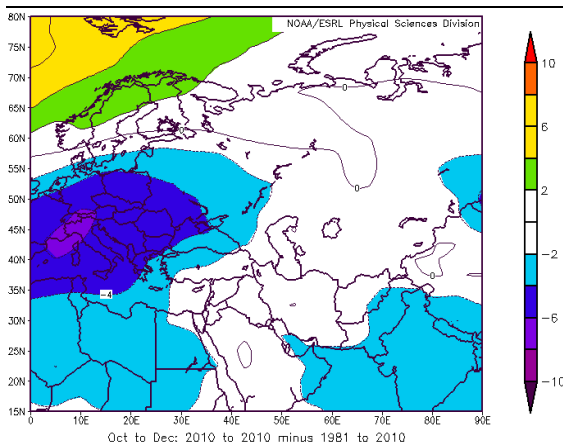 NOAA/ESRL Physical Sciences Division
80N
75N
70N
65N
60N
55N
50N
45N
40N
35N
30N
25N
20N
15N
0
0
0
0
-4
0 10E 20E 30E 40E 50E 60E 70E 80E 90E
Oct to Dec: 2010 to 2010 minus 1981 to 2010
10
6
2
-2
-6
-10